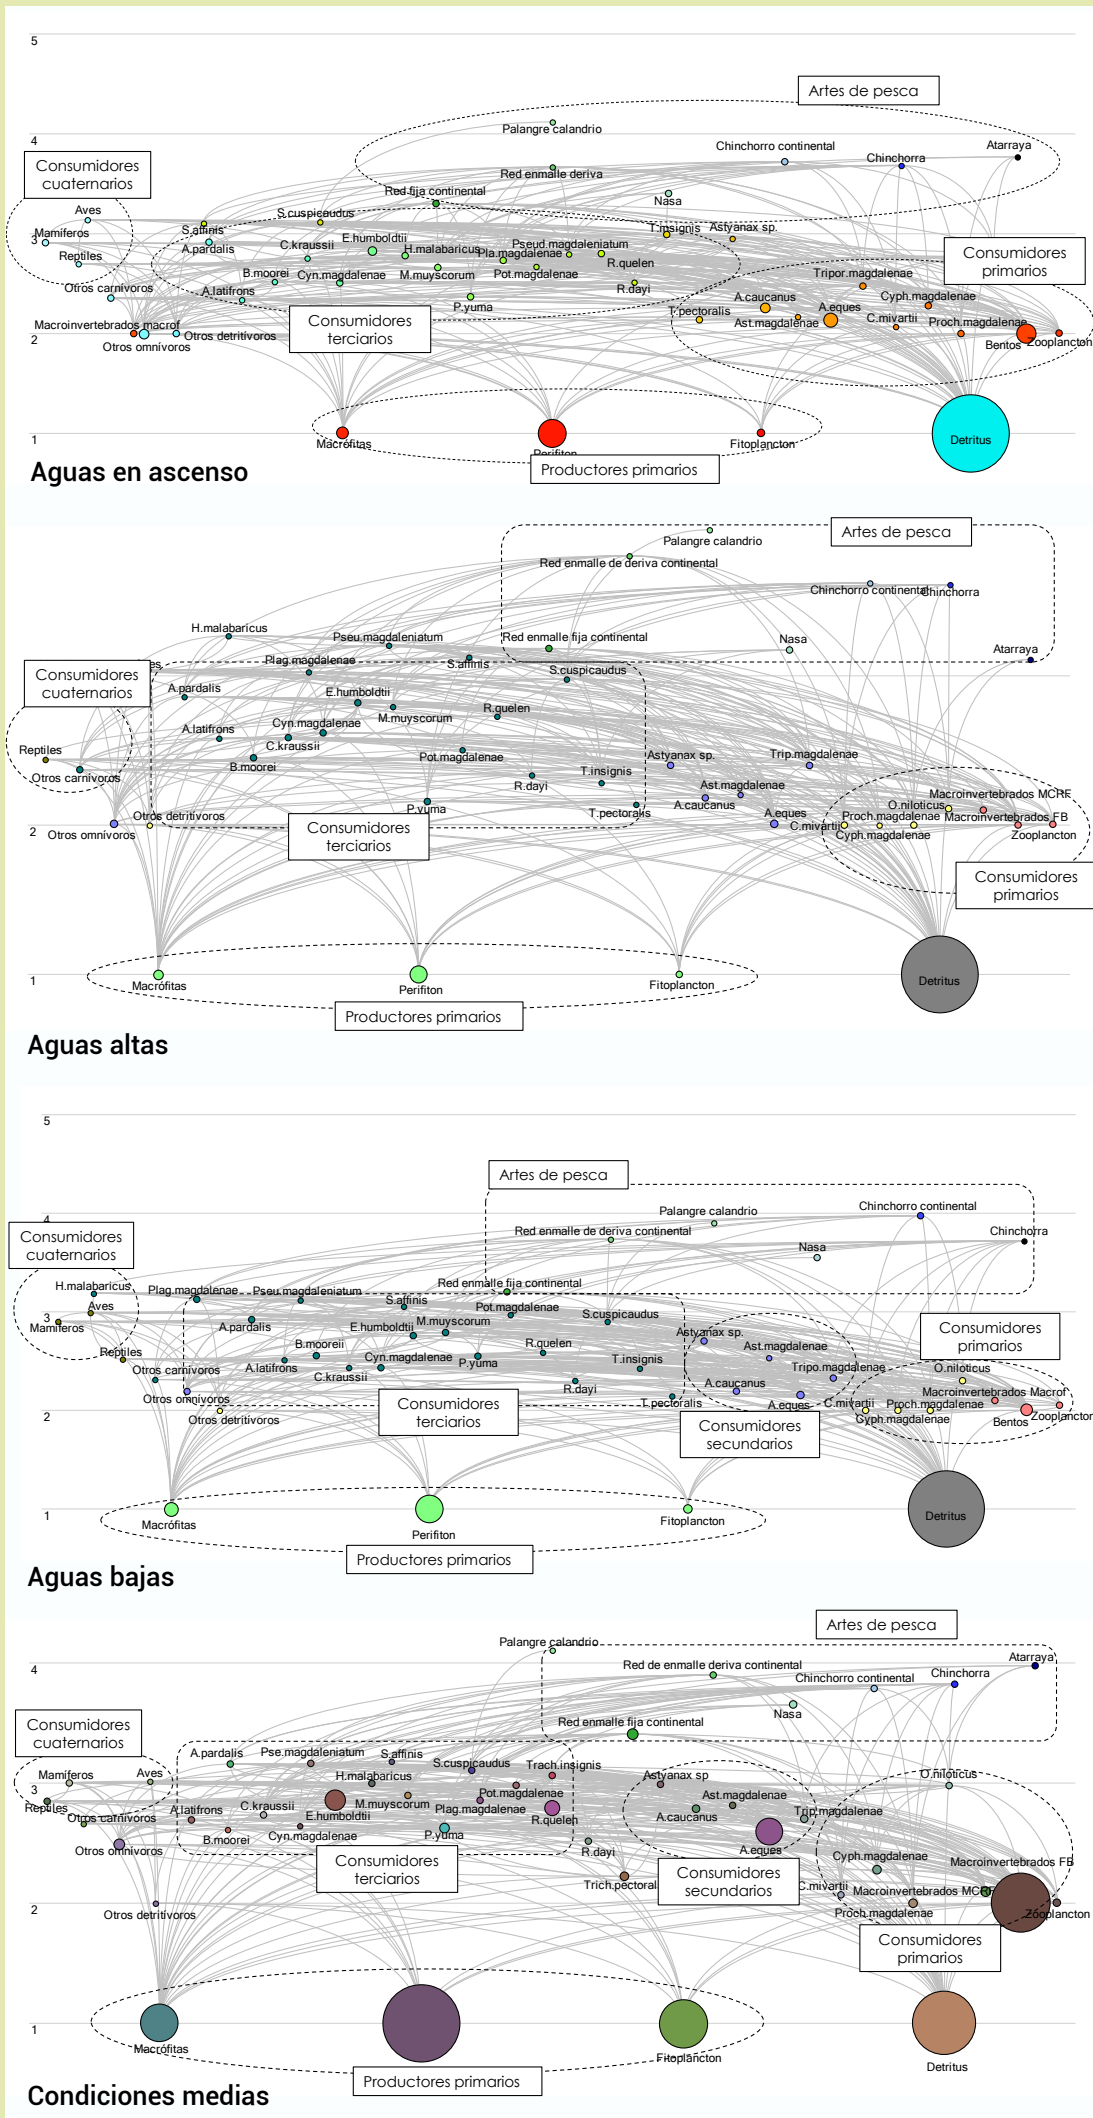 5
Artes de pesca
Palangre calandrio
4
Atarraya
Chinchorro continental
Consumidores
cuaternarios
Chinchorra
Red enmalle deriva
Red fija continental
Nasa
Aves
S.cuspicaudus
Mamíferos
S.affinis
T.insignis
Astyanax sp.
3
A.pardalis
E.humboldtii
C.kraussii
H.malabaricus
Pseud.magdaleniatum
Pla.magdalenae
R.quelen
Consumidores
primarios
Reptiles
B.moorei
Cyn.magdalenae
M.muyscorum
Pot.magdalenae
Tripor.magdalenae
Otros carnívoros
A.latifrons
P.yuma
R.dayi
A.caucanus
Cyph.magdalenae
A.eques
T.pectoralis
Macroinvertebrados macrof
Otros detritívoros
Consumidores
terciarios
Ast.magdalenae
C.mivartii
Proch.magdalenae
2
Otros omnívoros
Bentos
Zooplancton
1
Macrófitas
Perifiton
Fitoplancton
Detritus
Productores primarios
Aguas en ascenso
Artes de pesca
Palangre calandrio
Red enmalle de deriva continental
Chinchorro continental
Chinchorra
H.malabaricus
Pseu.magdaleniatum
Red enmalle fija continental
Nasa
Atarraya
Consumidores
cuaternarios
Plag.magdalenae
S.affinis
S.cuspicaudus
A.pardalis
E.humboldtii
R.quelen
M.muyscorum
A.latifrons
Cyn.magdalenae
C.kraussii
Reptiles
Pot.magdalenae
Astyanax sp.
Trip.magdalenae
Otros carnívoros
B.moorei
R.dayi
T.insignis
Ast.magdalenae
Macroinvertebrados MCRF
A.caucanus
O.niloticus
P.yuma
T.pectoralis
A.eques
Proch.magdalenae
Macroinvertebrados FB
Otros detritívoros
C.mivartii
2
Otros omnívoros
Consumidores
terciarios
Cyph.magdalenae
Zooplancton
Consumidores
primarios
1
Macrófitas
Perifiton
Fitoplancton
Detritus
Productores primarios
Aguas altas
5
Artes de pesca
4
Palangre calandrio
Chinchorro continental
Consumidores
cuaternarios
Red enmalle de deriva continental
Chinchorra
Nasa
H.malabaricus
Plag.magdalenae
Pseu.magdaleniatum
Red enmalle fija continental
Aves
S.affinis
Pot.magdalenae
S.cuspicaudus
3
Mamíferos
A.pardalis
E.humboldtii
M.muyscorum
Astyanax sp.
Consumidores
primarios
Reptiles
B.mooreii
R.quelen
Ast.magdalenae
Otros carnívoros
A.latifrons
Cyn.magdalenae
P.yuma
T.insignis
Tripo.magdalenae
O.niloticus
C.kraussii
R.dayi
A.caucanus
Macroinvertebrados Macrof
Otros omnívoros
Consumidores
terciarios
T.pectoralis
A.eques
C.mivartii
Proch.magdalenae
2
Otros detritívoros
Cyph.magdalenae
Bentos
Zooplancton
Consumidores
secundarios
1
Macrófitas
Perifiton
Fitoplancton
Detritus
Productores primarios
Aguas bajas
Artes de pesca
Palangre calandrio
4
Red de enmalle deriva continental
Atarraya
Chinchorro continental
Chinchorra
Nasa
Consumidores
cuaternarios
Red enmalle fija continental
A.pardalis
Pse.magdaleniatum
S.affinis
S.cuspicaudus
Trach.insignis
Mamíferos
Aves
H.malabaricus
Astyanax sp
O.niloticus
3
Pot.magdalenae
Ast.magdalenae
Reptiles
Otros carnívoros
A.latifrons
C.kraussii
E.humboldtii
M.muyscorum
Plag.magdalenae
R.quelen
A.caucanus
Trip.magdalenae
Otros omnívoros
B.moorei
Cyn.magdalenae
P.yuma
R.dayi
A.eques
Cyph.magdalenae
Macroinvertebrados FB
Consumidores
terciarios
Trich.pectoral
Consumidores
secundarios
C.mivartii
Macroinvertebrados MCRF
2
Otros detritívoros
Proch.magdalenae
Zooplancton
Consumidores
primarios
1
Macrófitas
Fitoplancton
Detritus
Productores primarios
Condiciones medias